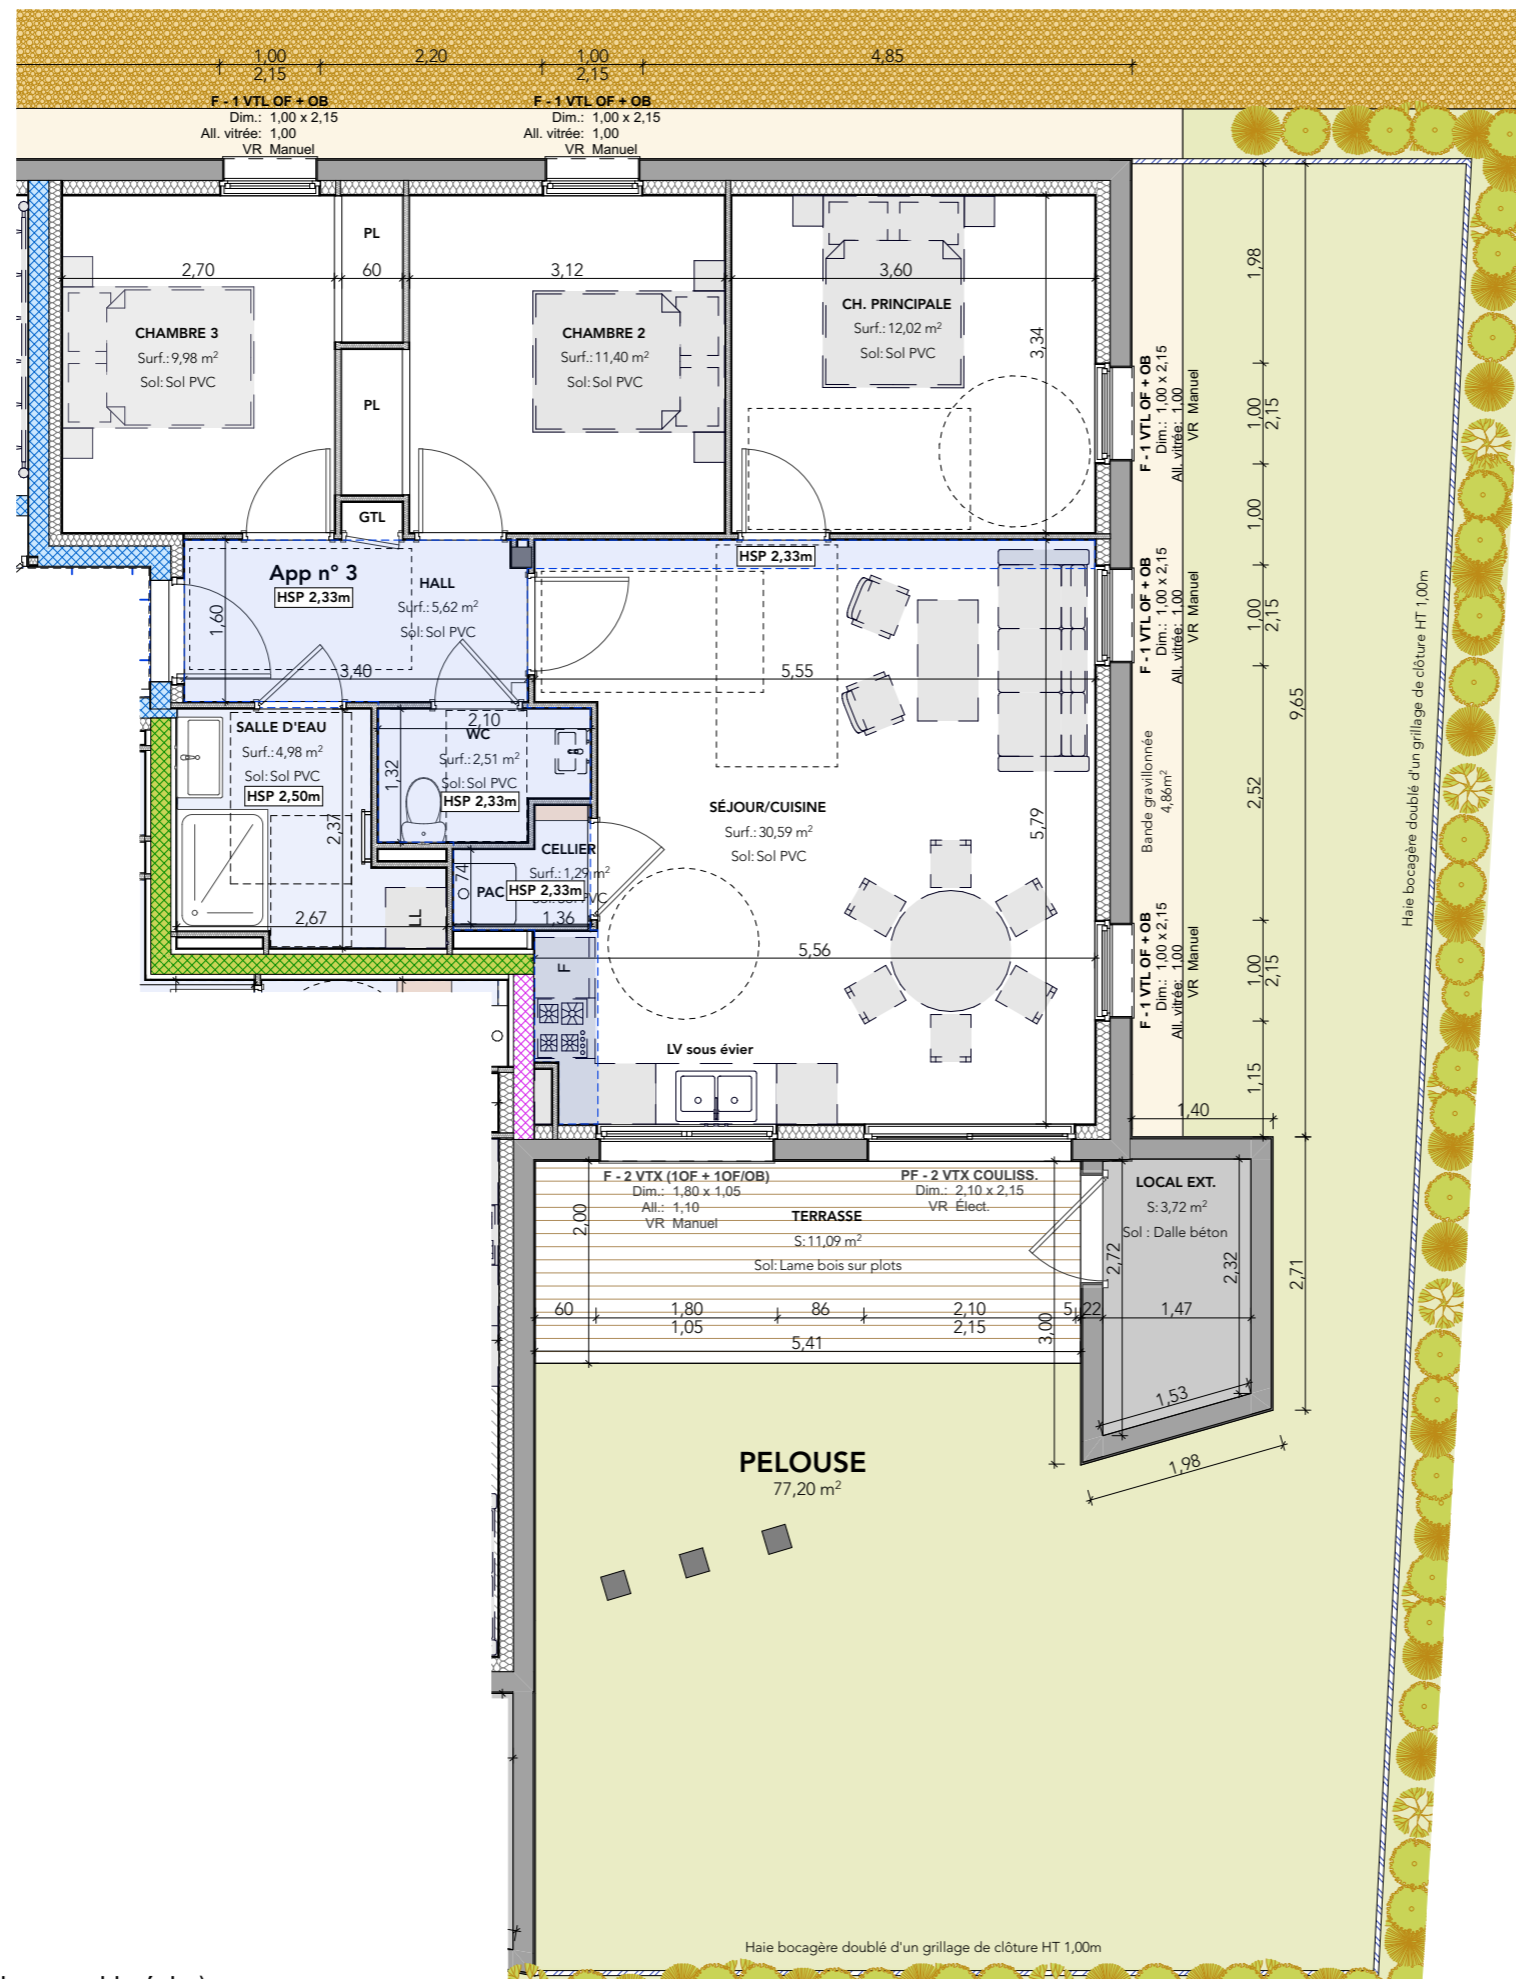 1,00
2,15
2,20
1,00
2,15
4,85
F - 1 VTL OF + OB
Dim.: 1,00 x 2,15
All. vitrée: 1,00
VR Manuel
F - 1 VTL OF + OB
Dim.: 1,00 x 2,15
All. vitrée: 1,00
VR Manuel
PL
2,70
60
3,12
3,60
1,98
CHAMBRE 3
Surf.: 9,98 m²
Sol: Sol PVC
CHAMBRE 2
Surf.: 11,40 m²
Sol: Sol PVC
CH. PRINCIPALE
Surf.: 12,02 m²
Sol: Sol PVC
3,34
PL
F - 1 VTL OF + OB
Dim.: 1,00 x 2,15
All. vitrée: 1,00
VR Manuel
1,00
2,15
GTL
1,00
App n° 3
HSP 2,33m
HALL
Surf.: 5,62 m²
Sol: Sol PVC
1,60
3,40
HSP 2,33m
5,55
F - 1 VTL OF + OB
Dim.: 1,00 x 2,15
All. vitrée: 1,00
VR Manuel
1,00
2,15
9,65
Haie bocagère doublé d'un grillage de clôture HT 1,00m
SALLE D'EAU
Surf.: 4,98 m²
Sol: Sol PVC
HSP 2,50m
2,37
2,67
LL
2,10
WC
Surf.: 2,51 m²
Sol: Sol PVC
HSP 2,33m
1,32
SÉJOUR/CUISINE
Surf.: 30,59 m²
Sol: Sol PVC
5,79
Bande gravillonnée
4,86m²
2,52
CELLIER
Surf.: 1,29 m²
PAC
HSP 2,33m
74
1,36
5,56
F
LV sous évier
F - 1 VTL OF + OB
Dim.: 1,00 x 2,15
All. vitrée: 1,00
VR Manuel
1,00
2,15
1,15
1,40
F - 2 VTX (1OF + 1OF/OB)
Dim.: 1,80 x 1,05
All.: 1,10
VR Manuel
PF - 2 VTX COULISS.
Dim.: 2,10 x 2,15
VR Élect.
2,00
TERRASSE
S: 11,09 m²
Sol: Lame bois sur plots
LOCAL EXT.
S: 3,72 m²
Sol : Dalle béton
2,72
2,32
2,71
60
1,80
1,05
86
2,10
2,15
5
22
1,47
5,41
3,00
1,53
1,98
PELOUSE
77,20 m²
Haie bocagère doublé d'un grillage de clôture HT 1,00m